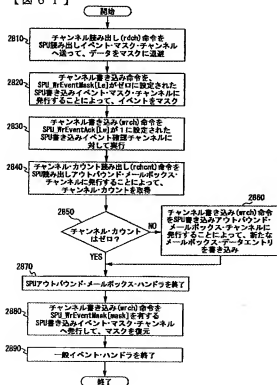 【図61】
開始
2810
チャンネル読み出し(rdch)命令を
SPU読み出しイベント・マスク・チャンネル
へ送って、データをマスクに退避
2820
チャンネル書き込み命令を、
SPU_WrEventMask[Le]がゼロに設定された
SPU書き込みイベント・マスク・チャンネルに
発行することによって、イベントをマスク
2830
チャンネル書き込み(wrch)命令を
SPU_WrEventAck[Le]が1に設定された
SPU書き込みイベント確認チャンネルに
対して実行
2840
チャンネル・カウント読み出し(rchcnt)命令を
SPU読み出しアウトバウンド・メールボックス・
チャンネルに発行することによって、
チャンネル・カウントを取得
2850
チャンネル・カウント
はゼロ?
NO
YES
2860
チャンネル書き込み(wrch)命令
をSPU書き込みアウトバウンド・
メールボックス・チャンネルに
発行することによって、新たな
メールボックス・データエントリ
を書き込み
2870
SPUアウトバウンド・メールボックス・ハンドラを終了
2880
チャンネル書き込み(wrch)命令を
SPU_WrEventMask[mask]を有する
SPU書き込みイベント・マスク・チャンネル
へ発行して、マスクを復元
2890
一般イベント・ハンドラを終了
終了